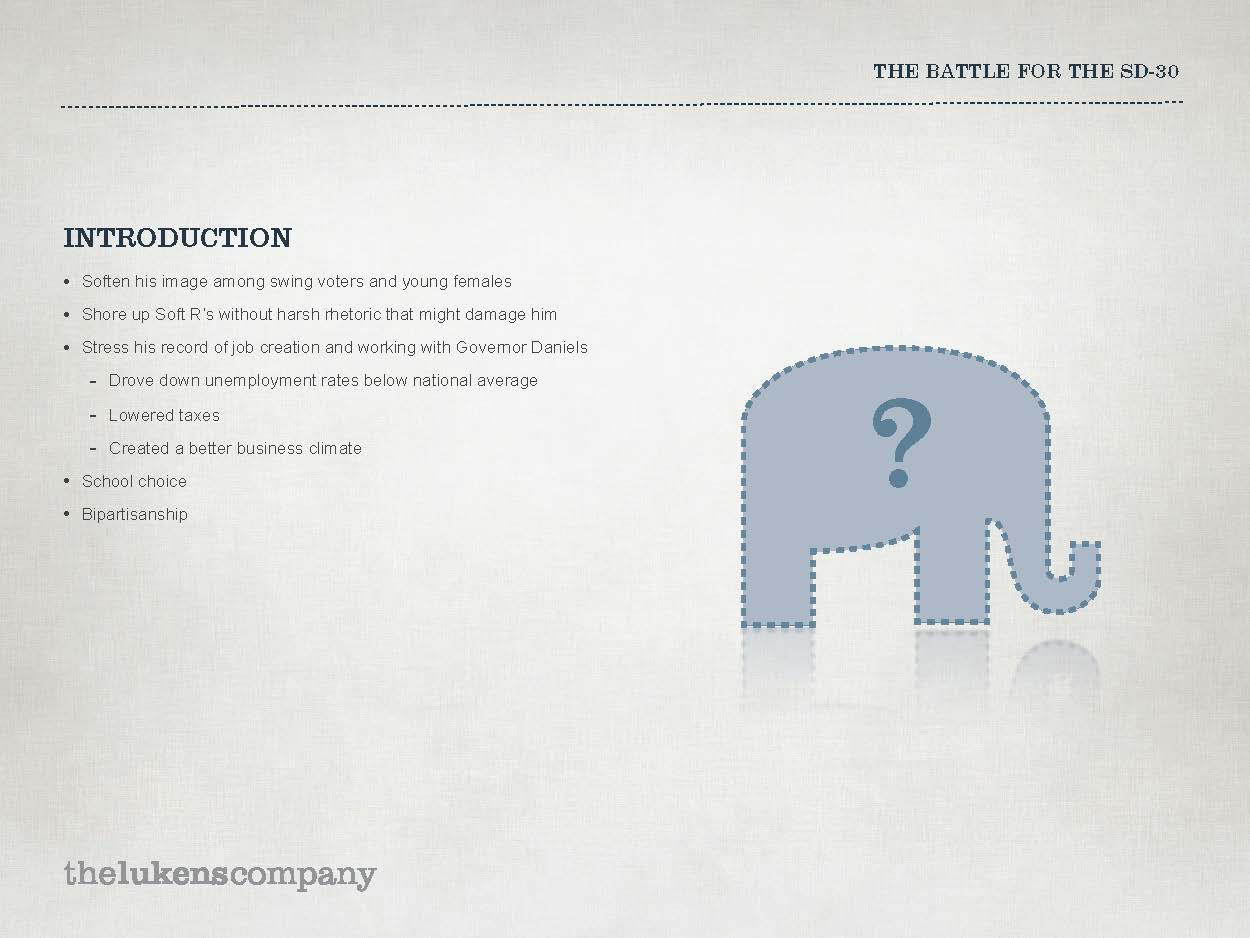 THE BATTLE FOR THE SD-30
INTRODUCTION
• Soften his image among swing voters and young females
• Shore up Soft R's without harsh rhetoric that might damage him
• Stress his record of job creation and working with Governor Daniels
- Drove down unemployment rates below national average
- Lowered taxes
- Created a better business climate
• School choice
• Bipartisanship
?
thelukenscompany